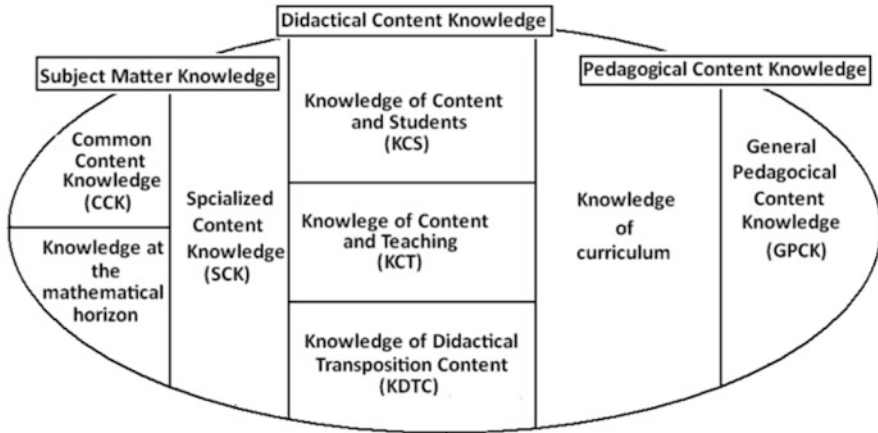 Didactical Content Knowledge
Subject Matter Knowledge
Pedagogical Content Knowledge
Common
Content
Knowledge
(CCK)
Knowledge at
the
mathematical
horizon
Spcialized
Content
Knowledge
(SCK)
Knowledge of Content
and Students
(KCS)
Knowlege of Content
and Teaching
(KCT)
Knowledge of Didactical
Transposition Content
(KDTC)
Knowledge
of
curriculum
General
Pedagocical
Content
Knowledge
(GPCK)